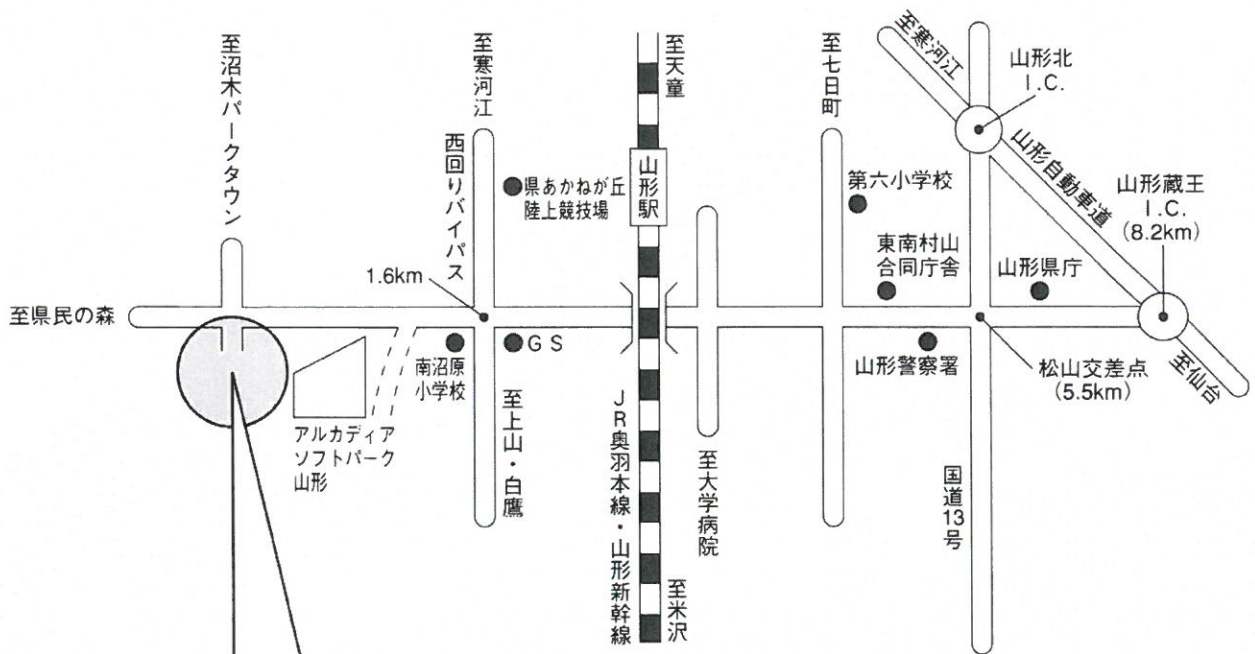 至沼木パークタウン
至寒河江
西回りバイパス
県あかねが丘
陸上競技場
至天童
山形駅
至七日町
第六小学校
東南村山
合同庁舎
至寒河江
山形北
I.C.
山形自動車道
山形蔵王
I.C.
(8.2km)
山形県庁
1.6km
至県民の森
南沼原
小学校
GS
アルカディア
ソフトパーク
山形
至上山・白鷹
JR奥羽本線・山形新幹線
至米沢
至大学病院
山形警察署
松山交差点
(5.5km)
至仙台
国道13号